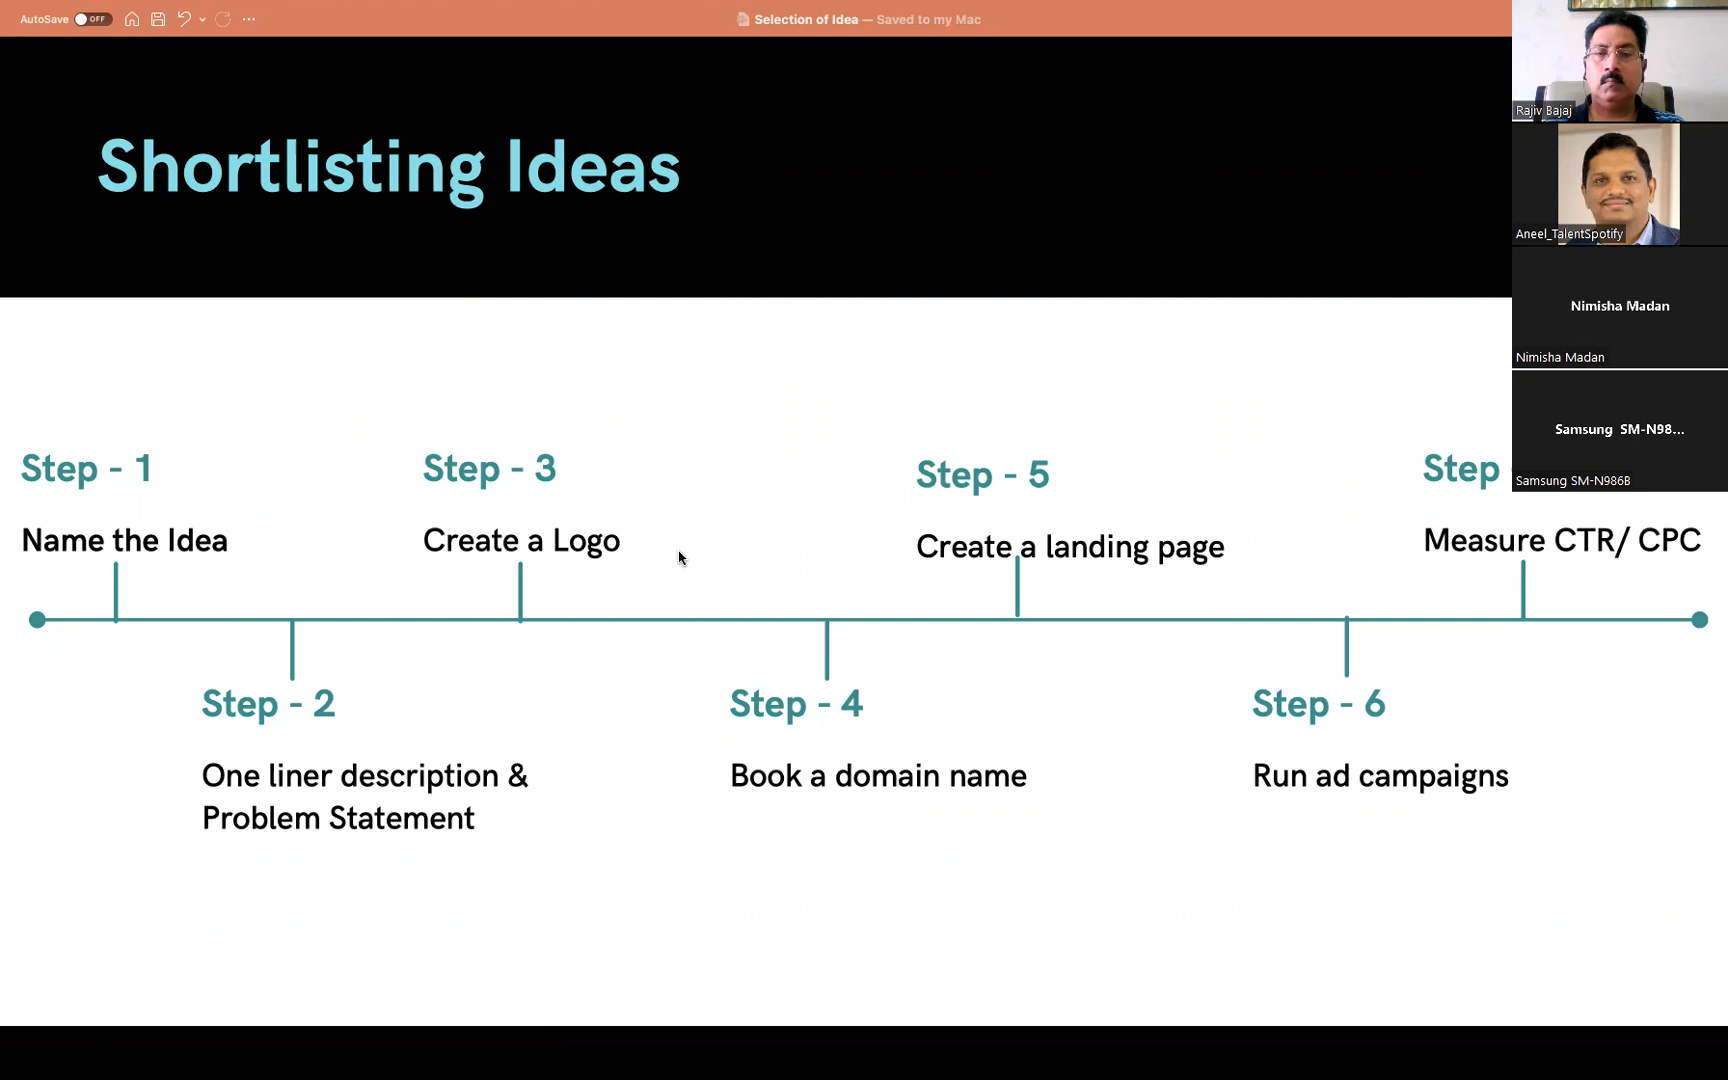 AutoSave OFF
Selection of Idea — Saved to my Mac
Shortlisting Ideas
Step - 1
Name the Idea
Step - 2
One liner description &
Problem Statement
Step - 3
Create a Logo
Step - 4
Book a domain name
Step - 5
Create a landing page
Step - 6
Run ad campaigns
Step
Measure CTR/ CPC
Rajiv Bajaj
Aneel_TalentSpotify
Nimisha Madan
Nimisha Madan
Samsung SM-N98...
Samsung SM-N986B